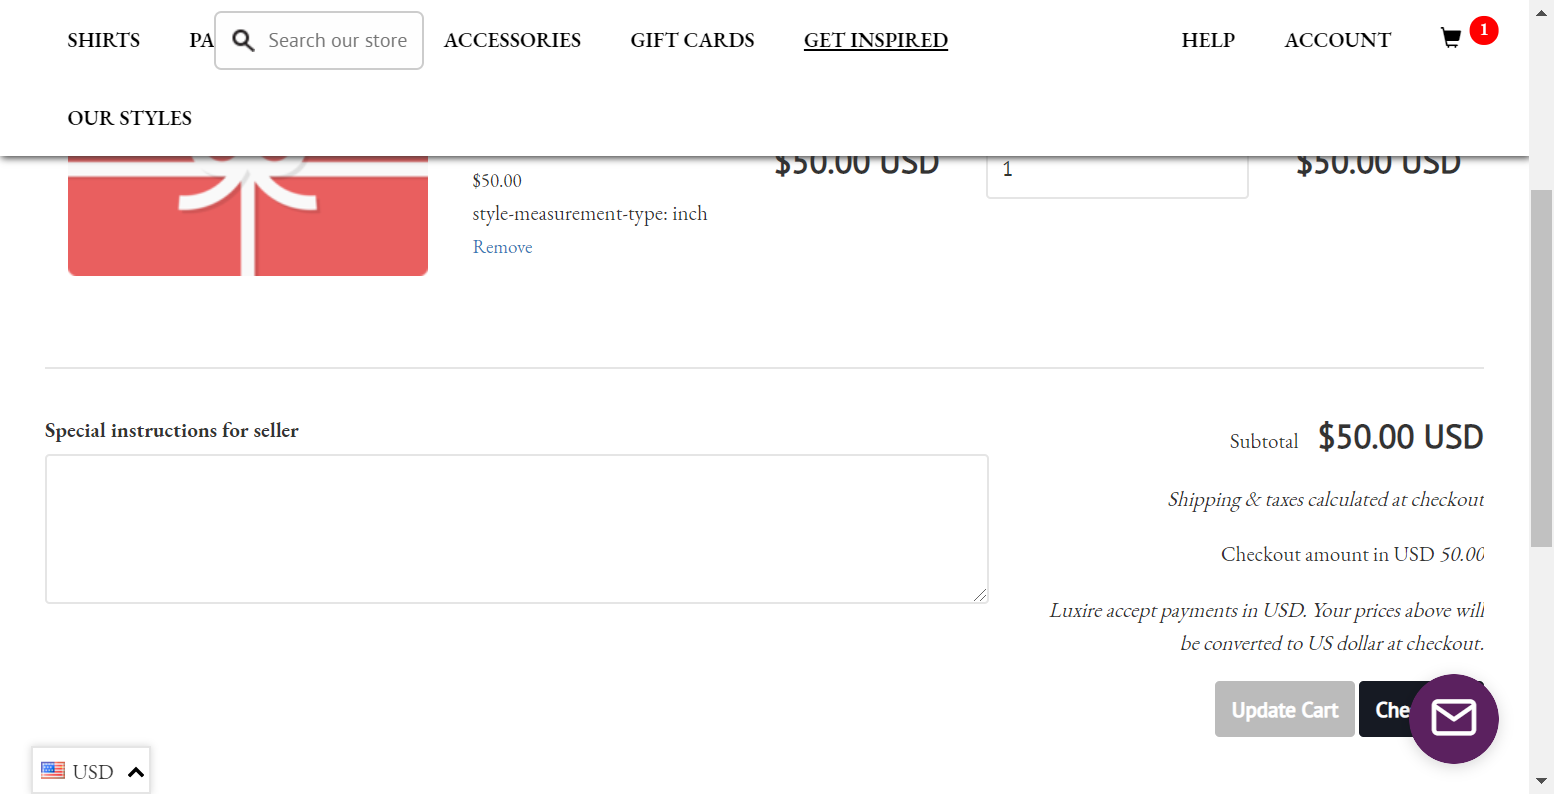 SHIRTS
PA
Search our store
ACCESSORIES
GIFT CARDS
GET INSPIRED
HELP
ACCOUNT
1
OUR STYLES
$50.00 USD
1
$50.00 USD
$50.00
style-measurement-type: inch
Remove
Special instructions for seller
Subtotal $50.00 USD
Shipping & taxes calculated at checkout
Checkout amount in USD 50.00
Luxire accept payments in USD. Your prices above will
be converted to US dollar at checkout.
Update Cart
Che
USD